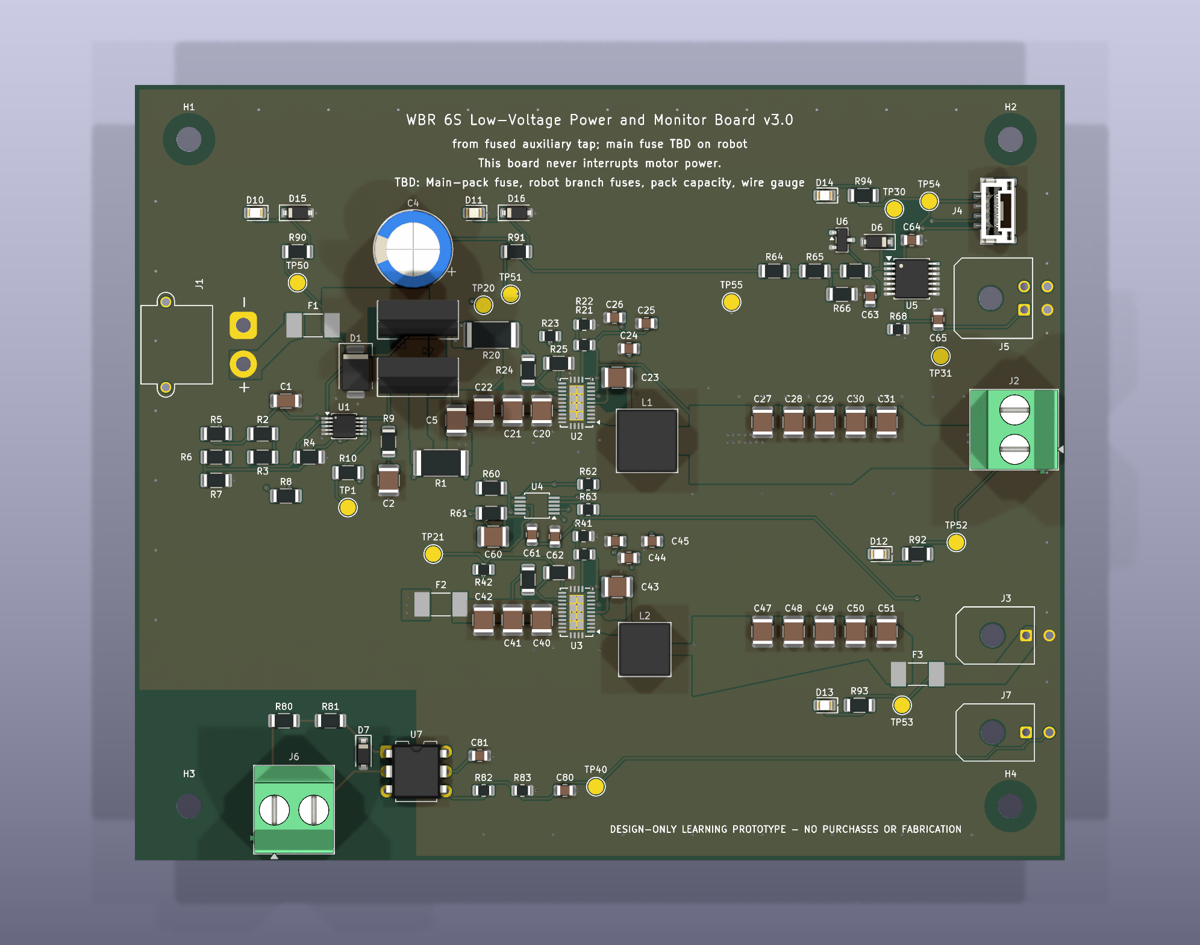 H1
H2
WBR 6S Low-Voltage Power and Monitor Board v3.0
from fused auxiliary tap; main fuse TBD on robot
This board never interrupts motor power.
TBD: Main-pack fuse, robot branch fuses, pack capacity, wire gauge
D10
D15
C4
D11
D16
D14
R94
TP30
TP54
J4
R90
R91
U6
D6
C64
TP50
TP51
R64
R65
J1
TP20
TP55
R66
C63
U5
F1
+
R22
R21
C26
C25
R68
C65
J5
D1
R20
R23
C24
TP31
R24
R25
C23
J2
C1
C22
+
U1
C5
C21
C20
U2
L1
C27
C28
C29
C30
C31
R5
R2
R9
R6
R4
R3
R10
R7
R8
R1
C2
TP1
R60
U4
R62
R63
R61
R41
TP21
C60
C61
C62
C45
C44
TP52
D12
R92
R42
F2
C42
C43
C41
C40
U3
L2
C47
C48
C49
C50
C51
J3
F3
D13
R93
TP53
J7
R80
R81
D7
U7
C81
J6
H3
R82
R83
C80
TP40
H4
DESIGN-ONLY LEARNING PROTOTYPE - NO PURCHASES OR FABRICATION